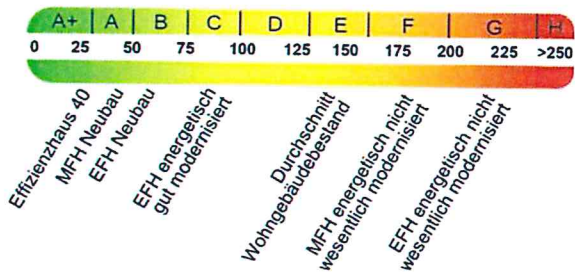 A+ A B C D E F G H
0 25 50 75 100 125 150 175 200 225 >250
Effizienzhaus 40
MFH Neubau
EFH Neubau
EFH energetisch
gut modernisiert
Durchschnitt
Wohngebäudebestand
MFH energetisch nicht
wesentlich modernisiert
EFH energetisch nicht
wesentlich modernisiert